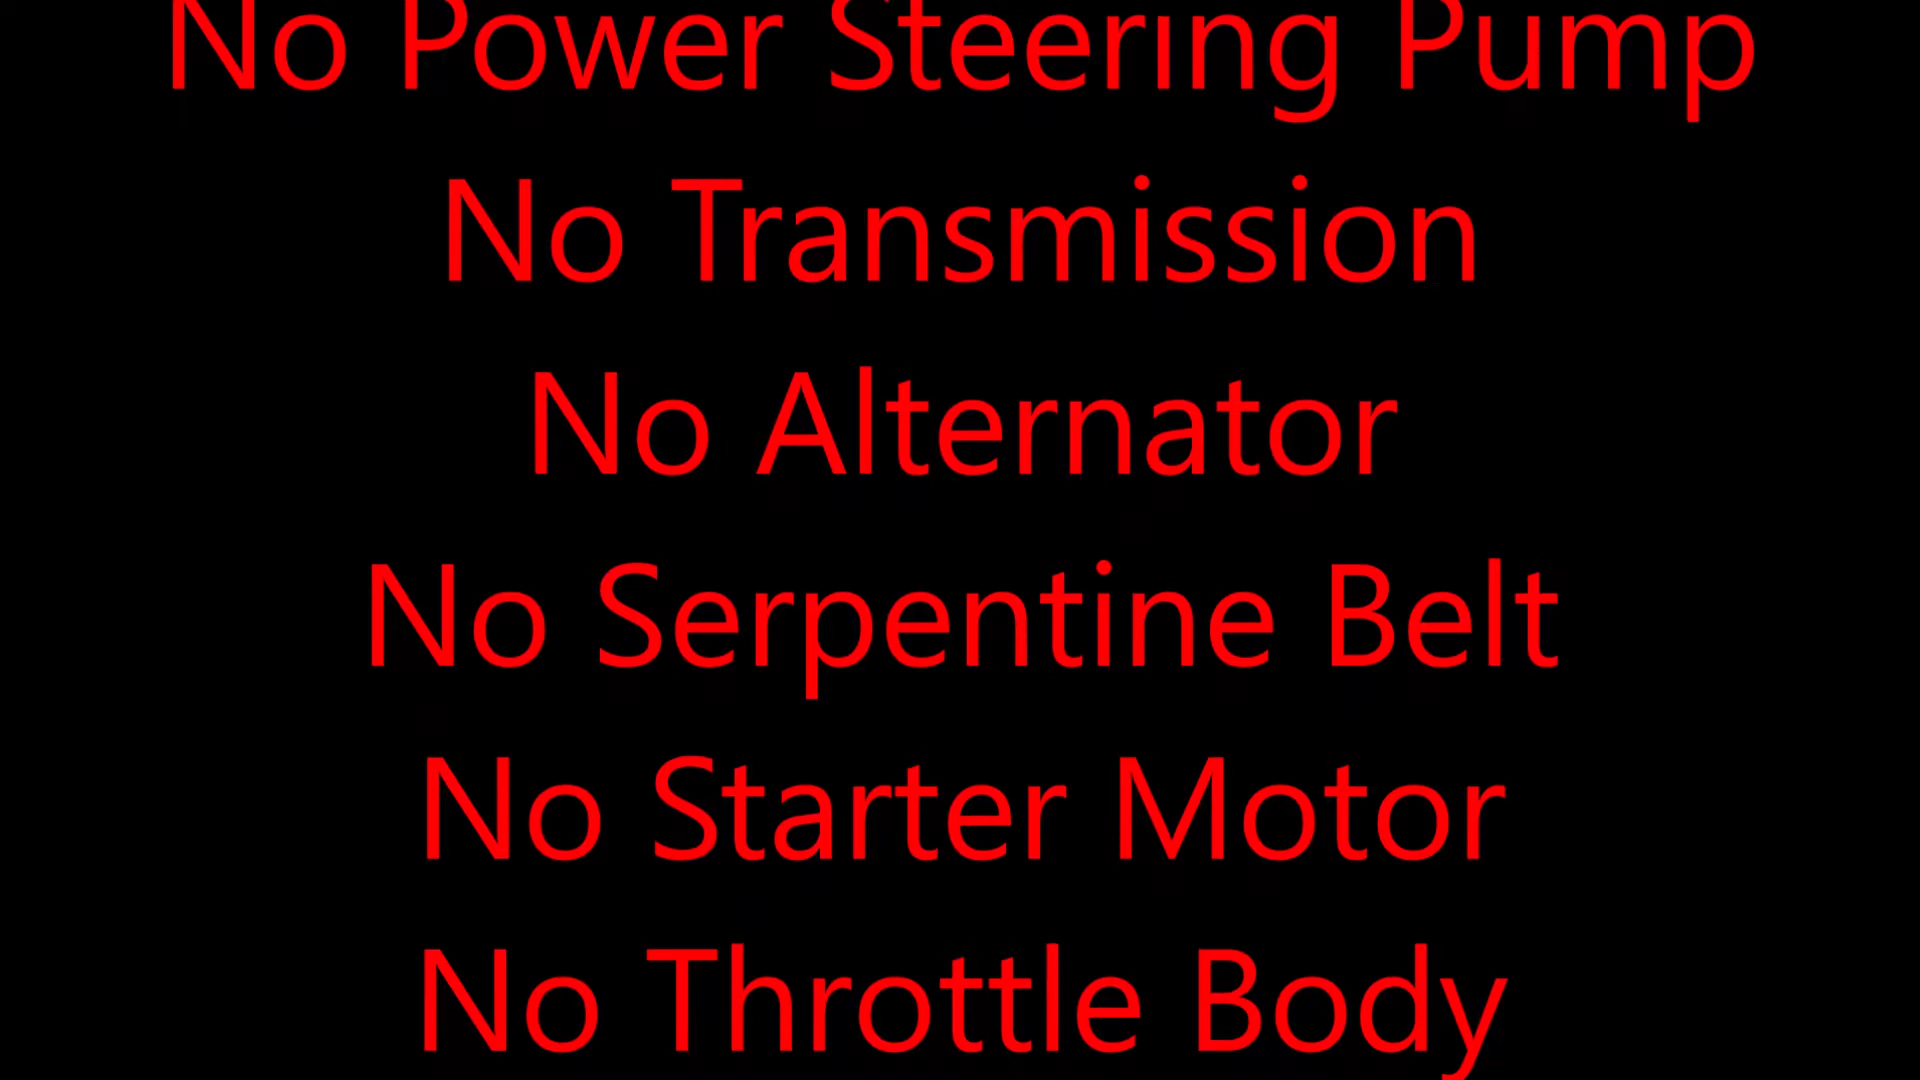 No Power Steering Pump
No Transmission
No Alternator
No Serpentine Belt
No Starter Motor
No Throttle Body